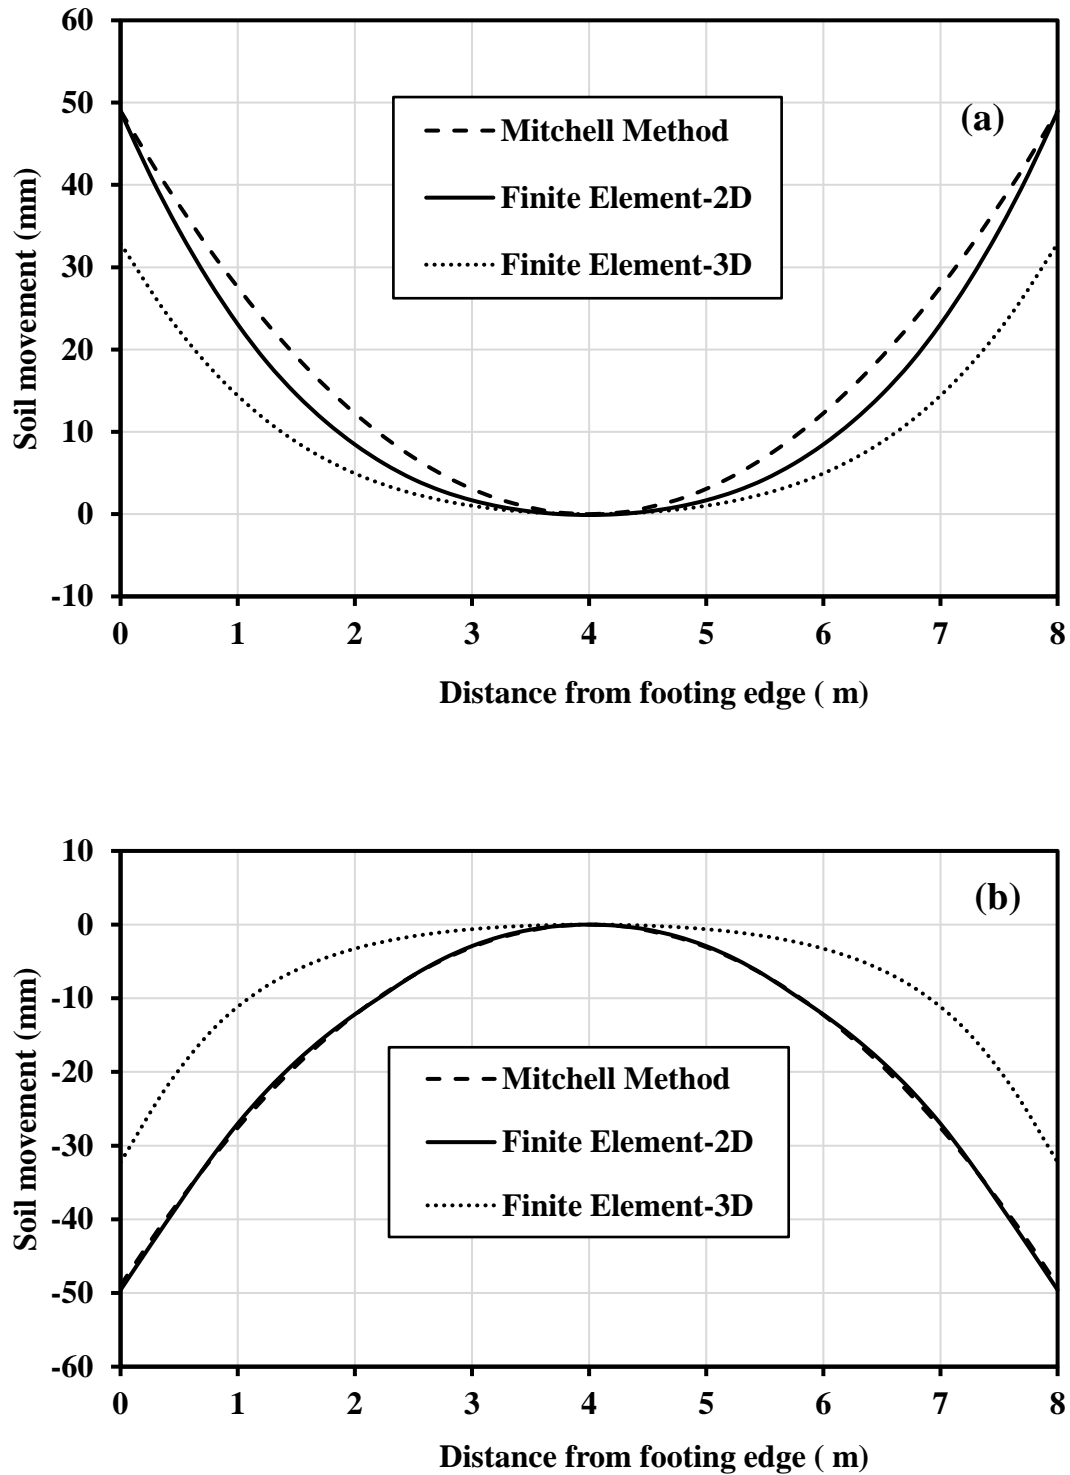 60
50
40
30
20
10
0
-10
Soil movement (mm)
(a)
Mitchell Method
Finite Element-2D
Finite Element-3D
0 1 2 3 4 5 6 7 8
Distance from footing edge ( m)
10
0
-10
-20
-30
-40
-50
-60
Soil movement (mm)
(b)
Mitchell Method
Finite Element-2D
Finite Element-3D
0 1 2 3 4 5 6 7 8
Distance from footing edge ( m)